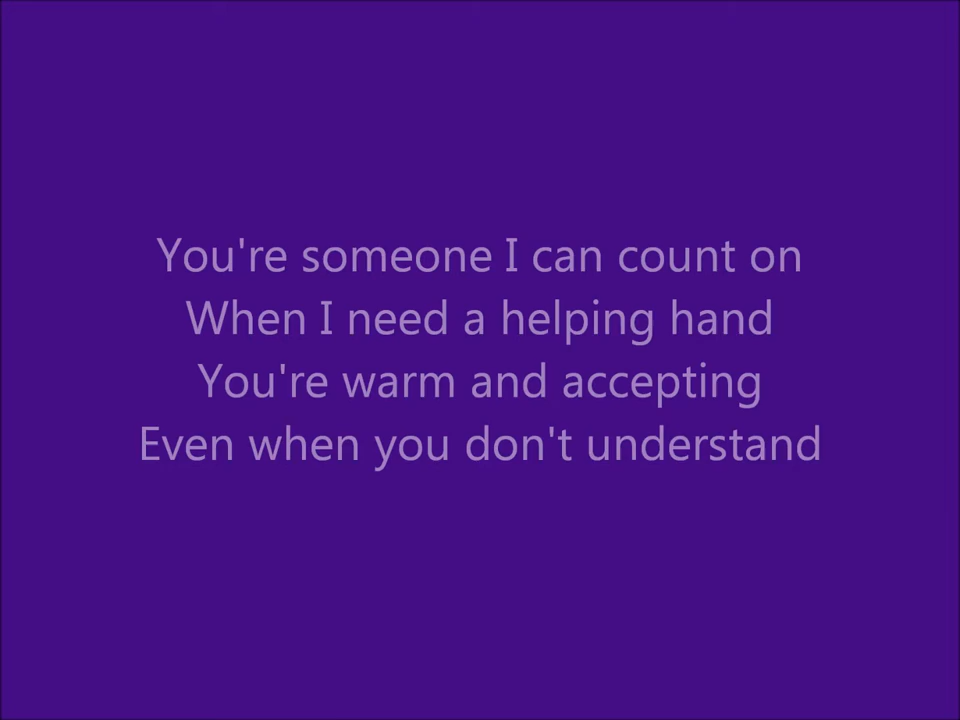 You're someone I can count on
When I need a helping hand
You're warm and accepting
Even when you don't understand